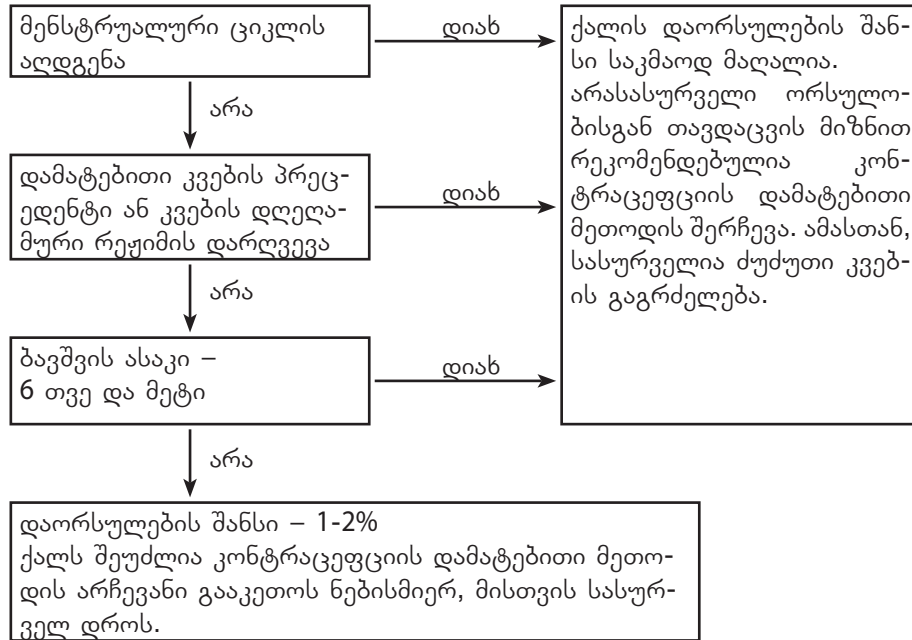 მენსტრუალური ციკლის
აღდგენა
დიახ
არა
დამატებითი კვების პრეც-
ედენტი ან კვების დღეღა-
მური რეჟიმის დარღვევა
დიახ
არა
ბავშვის ასაკი –
6 თვე და მეტი
დიახ
არა
ქალის დაორსულების შან-
სი საკმაოდ მაღალია.
არასასურველი ორსულო-
ბისგან თავდაცვის მიზნით
რეკომენდებულია კონ-
ტრაცეფციის დამატებითი
მეთოდის შერჩევა. ამასთან,
სასურველია ძუძუთი კვებ-
ის გაგრძელება.
დაორსულების შანსი – 1-2%
ქალს შეუძლია კონტრაცეფციის დამატებითი მეთო-
დის არჩევანი გააკეთოს ნებისმიერ, მისთვის სასურ-
ველ დროს.